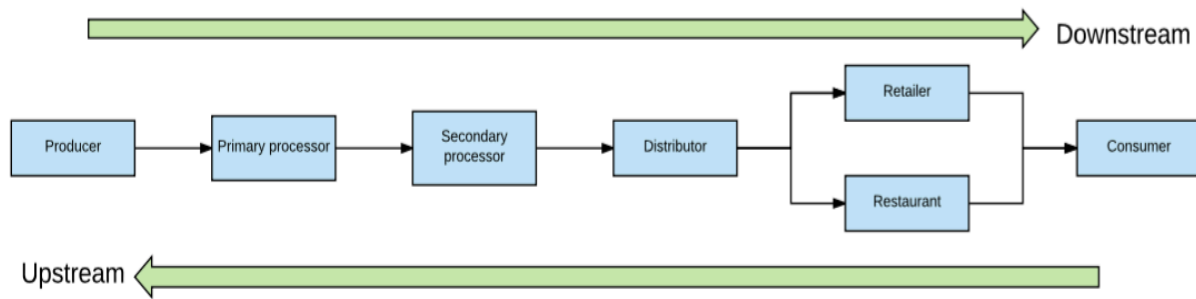 Downstream
Producer
Primary processor
Secondary
processor
Distributor
Retailer
Restaurant
Consumer
Upstream